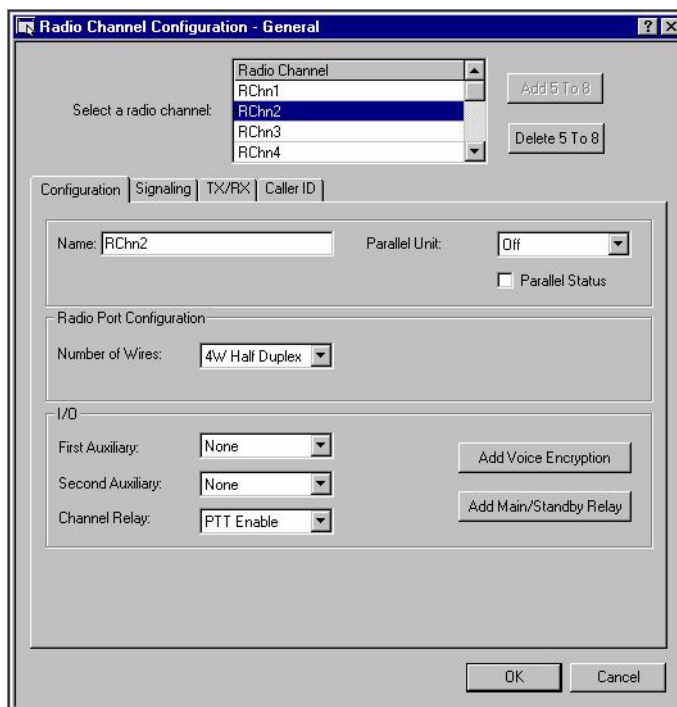 Radio Channel Configuration - General
Select a radio channel:
Radio Channel
RChn1
RChn2
RChn3
RChn4
Add 5 To 8
Delete 5 To 8
Configuration Signaling TX/RX Caller ID
Name: RChn2
Parallel Unit: Off
Parallel Status
Radio Port Configuration
Number of Wires: 4W Half Duplex
I/O
First Auxiliary: None
Second Auxiliary: None
Channel Relay: PTT Enable
Add Voice Encryption
Add Main/Standby Relay
OK Cancel